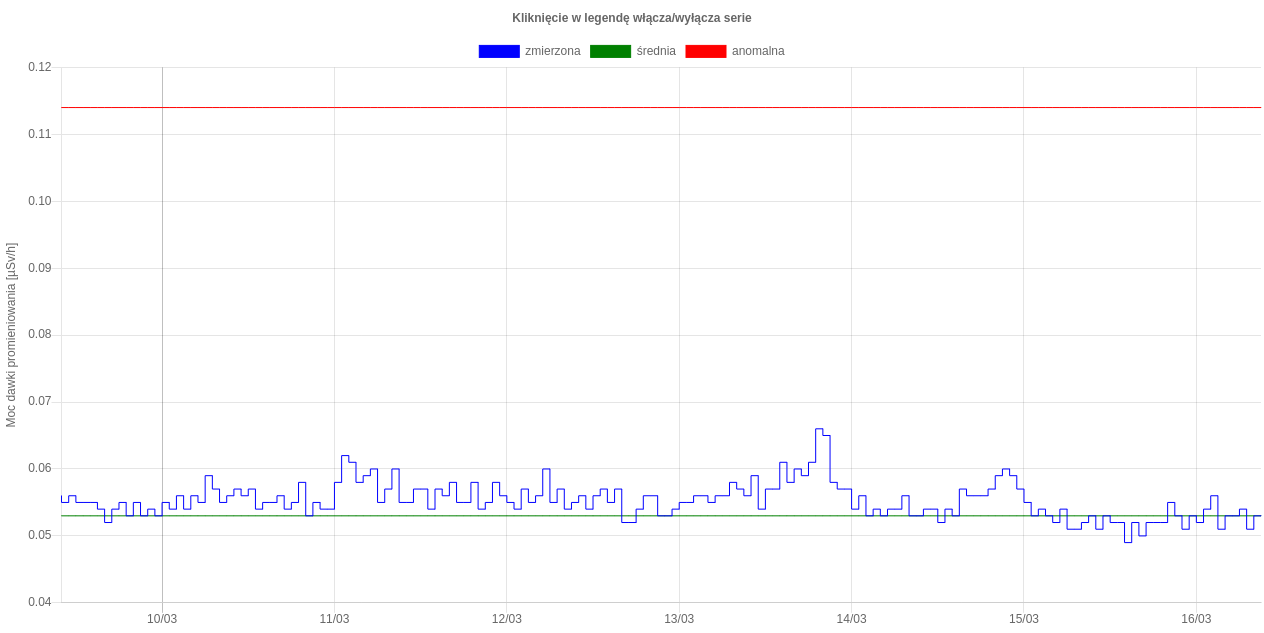 Kliknięcie w legendę włącza/wyłącza serie
zmierzona średnia anomalna
Moc dawki promieniowania [µSv/h]
0.12
0.11
0.10
0.09
0.08
0.07
0.06
0.05
0.04
10/03 11/03 12/03 13/03 14/03 15/03 16/03